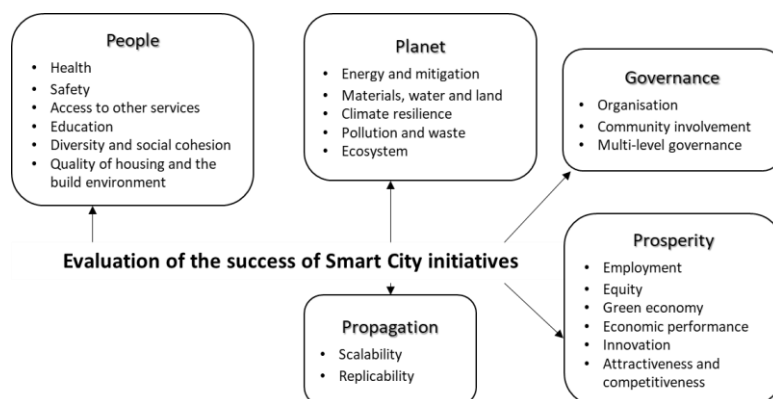 People
Health
Safety
Access to other services
Education
Diversity and social cohesion
Quality of housing and the
build environment
Planet
Energy and mitigation
Materials, water and land
Climate resilience
Pollution and waste
Ecosystem
Governance
Organisation
Community involvement
Multi-level governance
Evaluation of the success of Smart City initiatives
Propagation
Scalability
Replicability
Prosperity
Employment
Equity
Green economy
Economic performance
Innovation
Attractiveness and
competitiveness